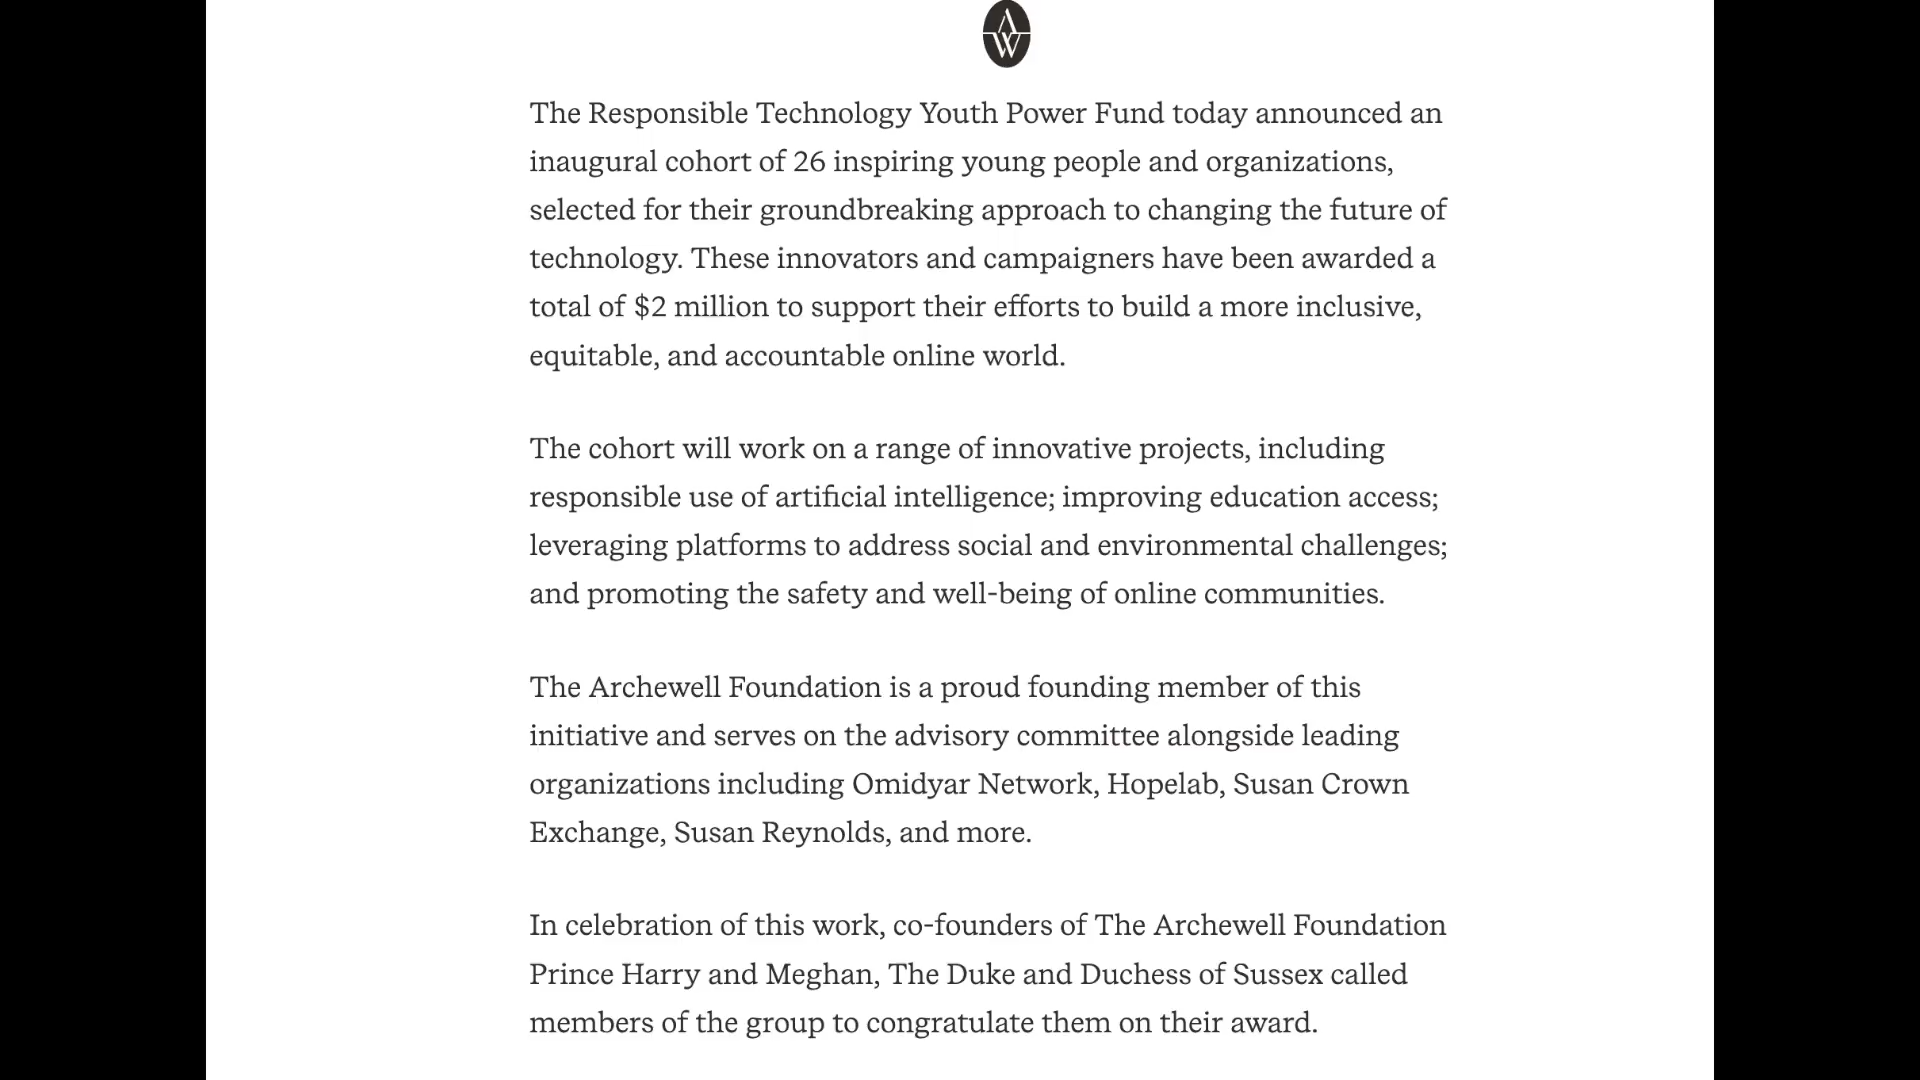 AW
The Responsible Technology Youth Power Fund today announced an
inaugural cohort of 26 inspiring young people and organizations,
selected for their groundbreaking approach to changing the future of
technology. These innovators and campaigners have been awarded a
total of $2 million to support their efforts to build a more inclusive,
equitable, and accountable online world.
The cohort will work on a range of innovative projects, including
responsible use of artificial intelligence; improving education access;
leveraging platforms to address social and environmental challenges;
and promoting the safety and well-being of online communities.
The Archewell Foundation is a proud founding member of this
initiative and serves on the advisory committee alongside leading
organizations including Omidyar Network, Hopelab, Susan Crown
Exchange, Susan Reynolds, and more.
In celebration of this work, co-founders of The Archewell Foundation
Prince Harry and Meghan, The Duke and Duchess of Sussex called
members of the group to congratulate them on their award.